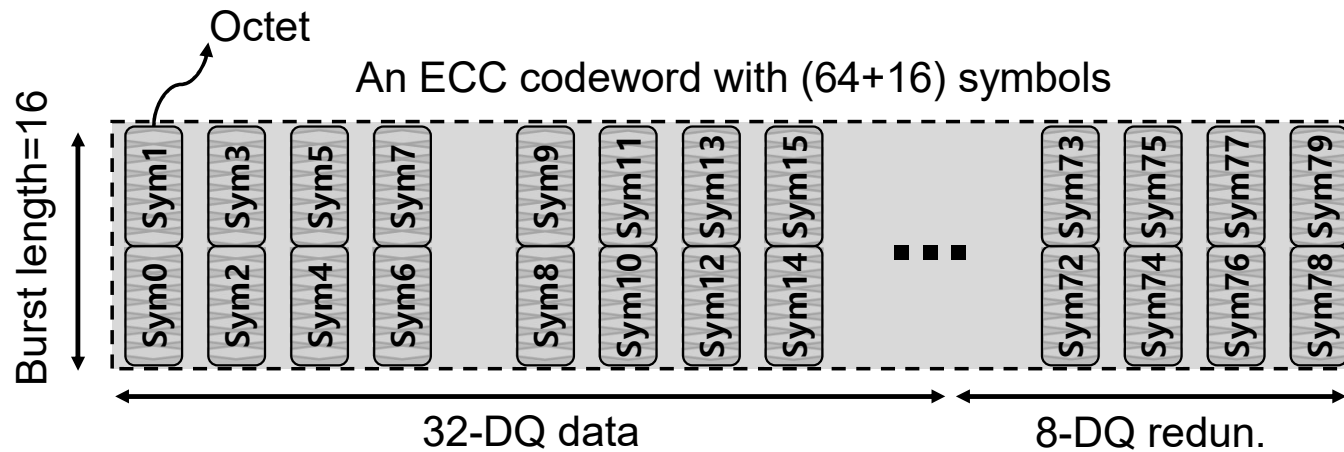 Octet
An ECC codeword with (64+16) symbols
Burst length=16
Sym1 Sym3 Sym5 Sym7 Sym9 Sym11 Sym13 Sym15 Sym73 Sym75 Sym77 Sym79
Sym0 Sym2 Sym4 Sym6 Sym8 Sym10 Sym12 Sym14 Sym72 Sym74 Sym76 Sym78
32-DQ data
8-DQ redun.